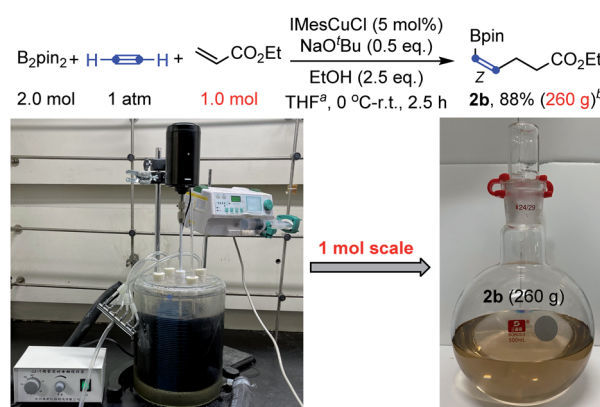 IMesCuCl (5 mol%)
NaOᵗBu (0.5 eq.)
B₂pin₂ + H H + CO₂Et
EtOH (2.5 eq.)
THFᵃ, 0 °C-r.t., 2.5 h
2.0 mol 1 atm 1.0 mol
Bpin
CO₂Et
Z
2b, 88% (260 g)ᵇ
1 mol scale
24/29
2b (260 g)
500ML